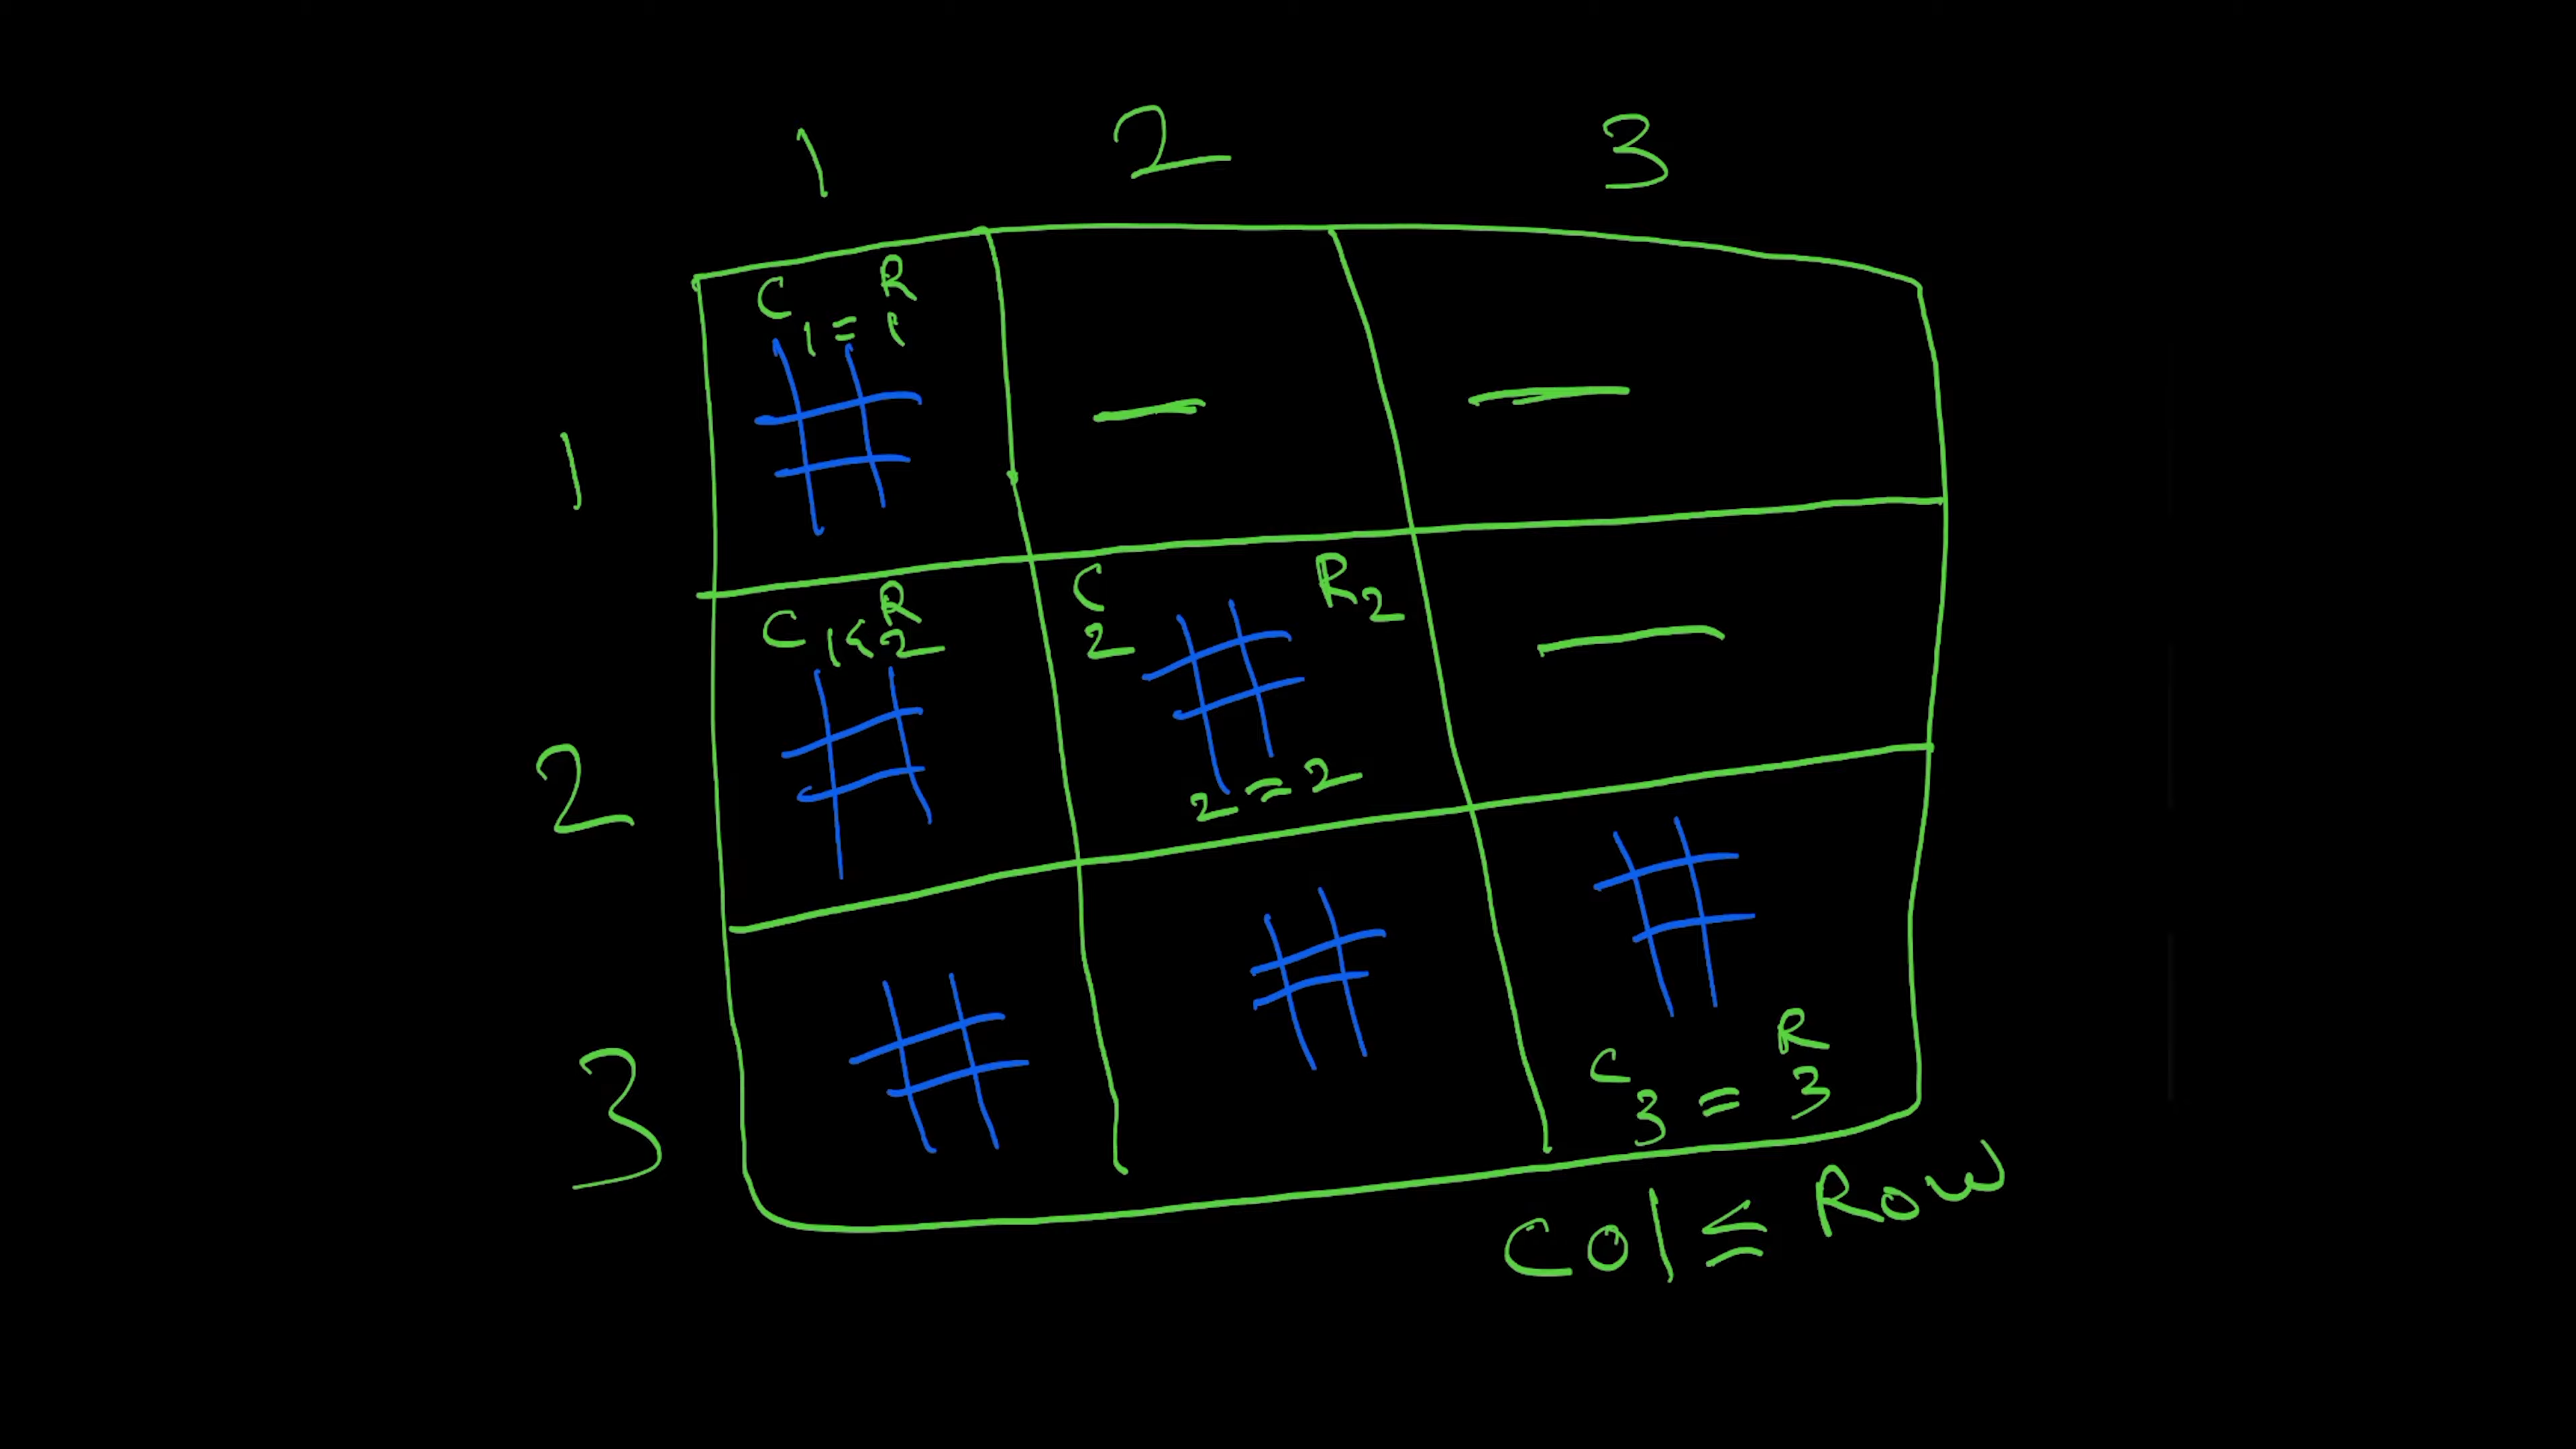 1 2 3
C R
1 = 1
#
—
—
1
C R
1 < 2
#
C R2
2
#
2 = 2
—
2
#
#
#
C R
3 = 3
3
Col ≤ Row